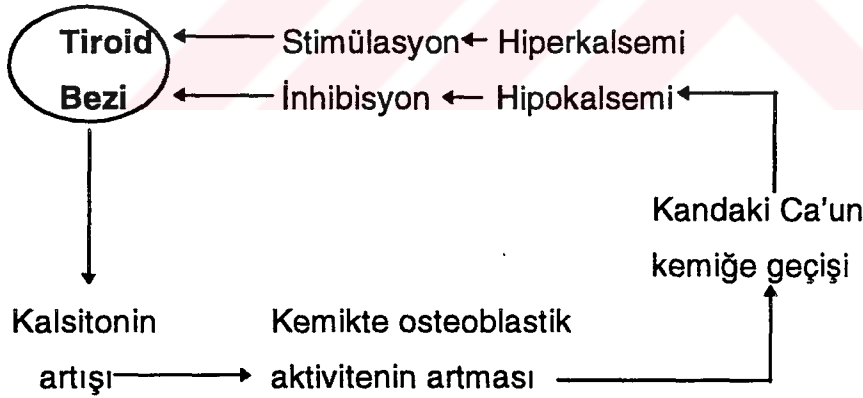 Tiroid Stimülasyon Hiperkalsemi
Bezi İnhibisyon Hipokalsemi
Kandaki Ca'un
kemiğe geçişi
Kalsitonin Kemikte osteoblastik
artışı aktivitenin artması